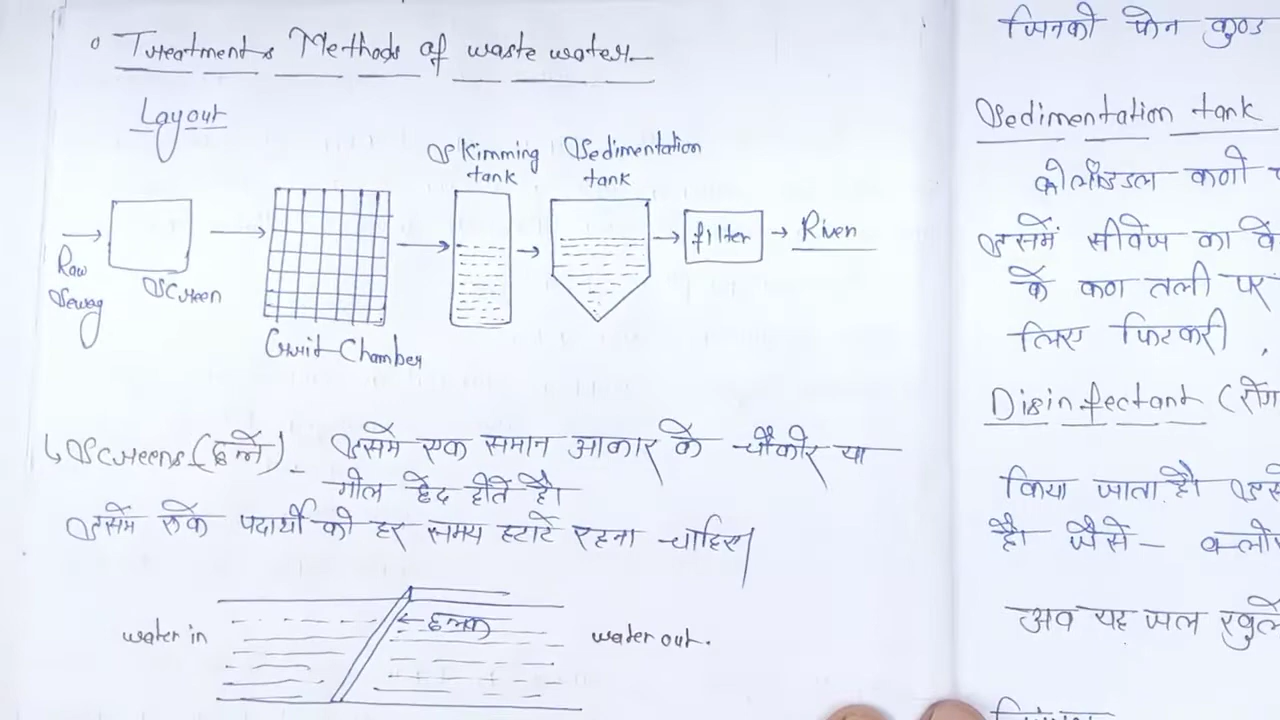 Treatments Methods of waste water
Layout
Skimming tank
Sedimentation tank
filter
River
Raw
Sewag
Screen
Grit Chamber
Screens (छन्ने) - इसमें एक समान आकार के चौकोर या
गोल छेद होते है।
इसमें रुके पदार्थो को हर समय हटाते रहना चाहिए।
water in
water out.
जिनको फोन कुण्ड
Sedimentation tank
कोलॉइडल कणो
इसमें सीवेज का
के कण तली पर
लिए फिटकरी ,
Disinfectant (
किया जाता है।
है। जैसे -
अब यह जल